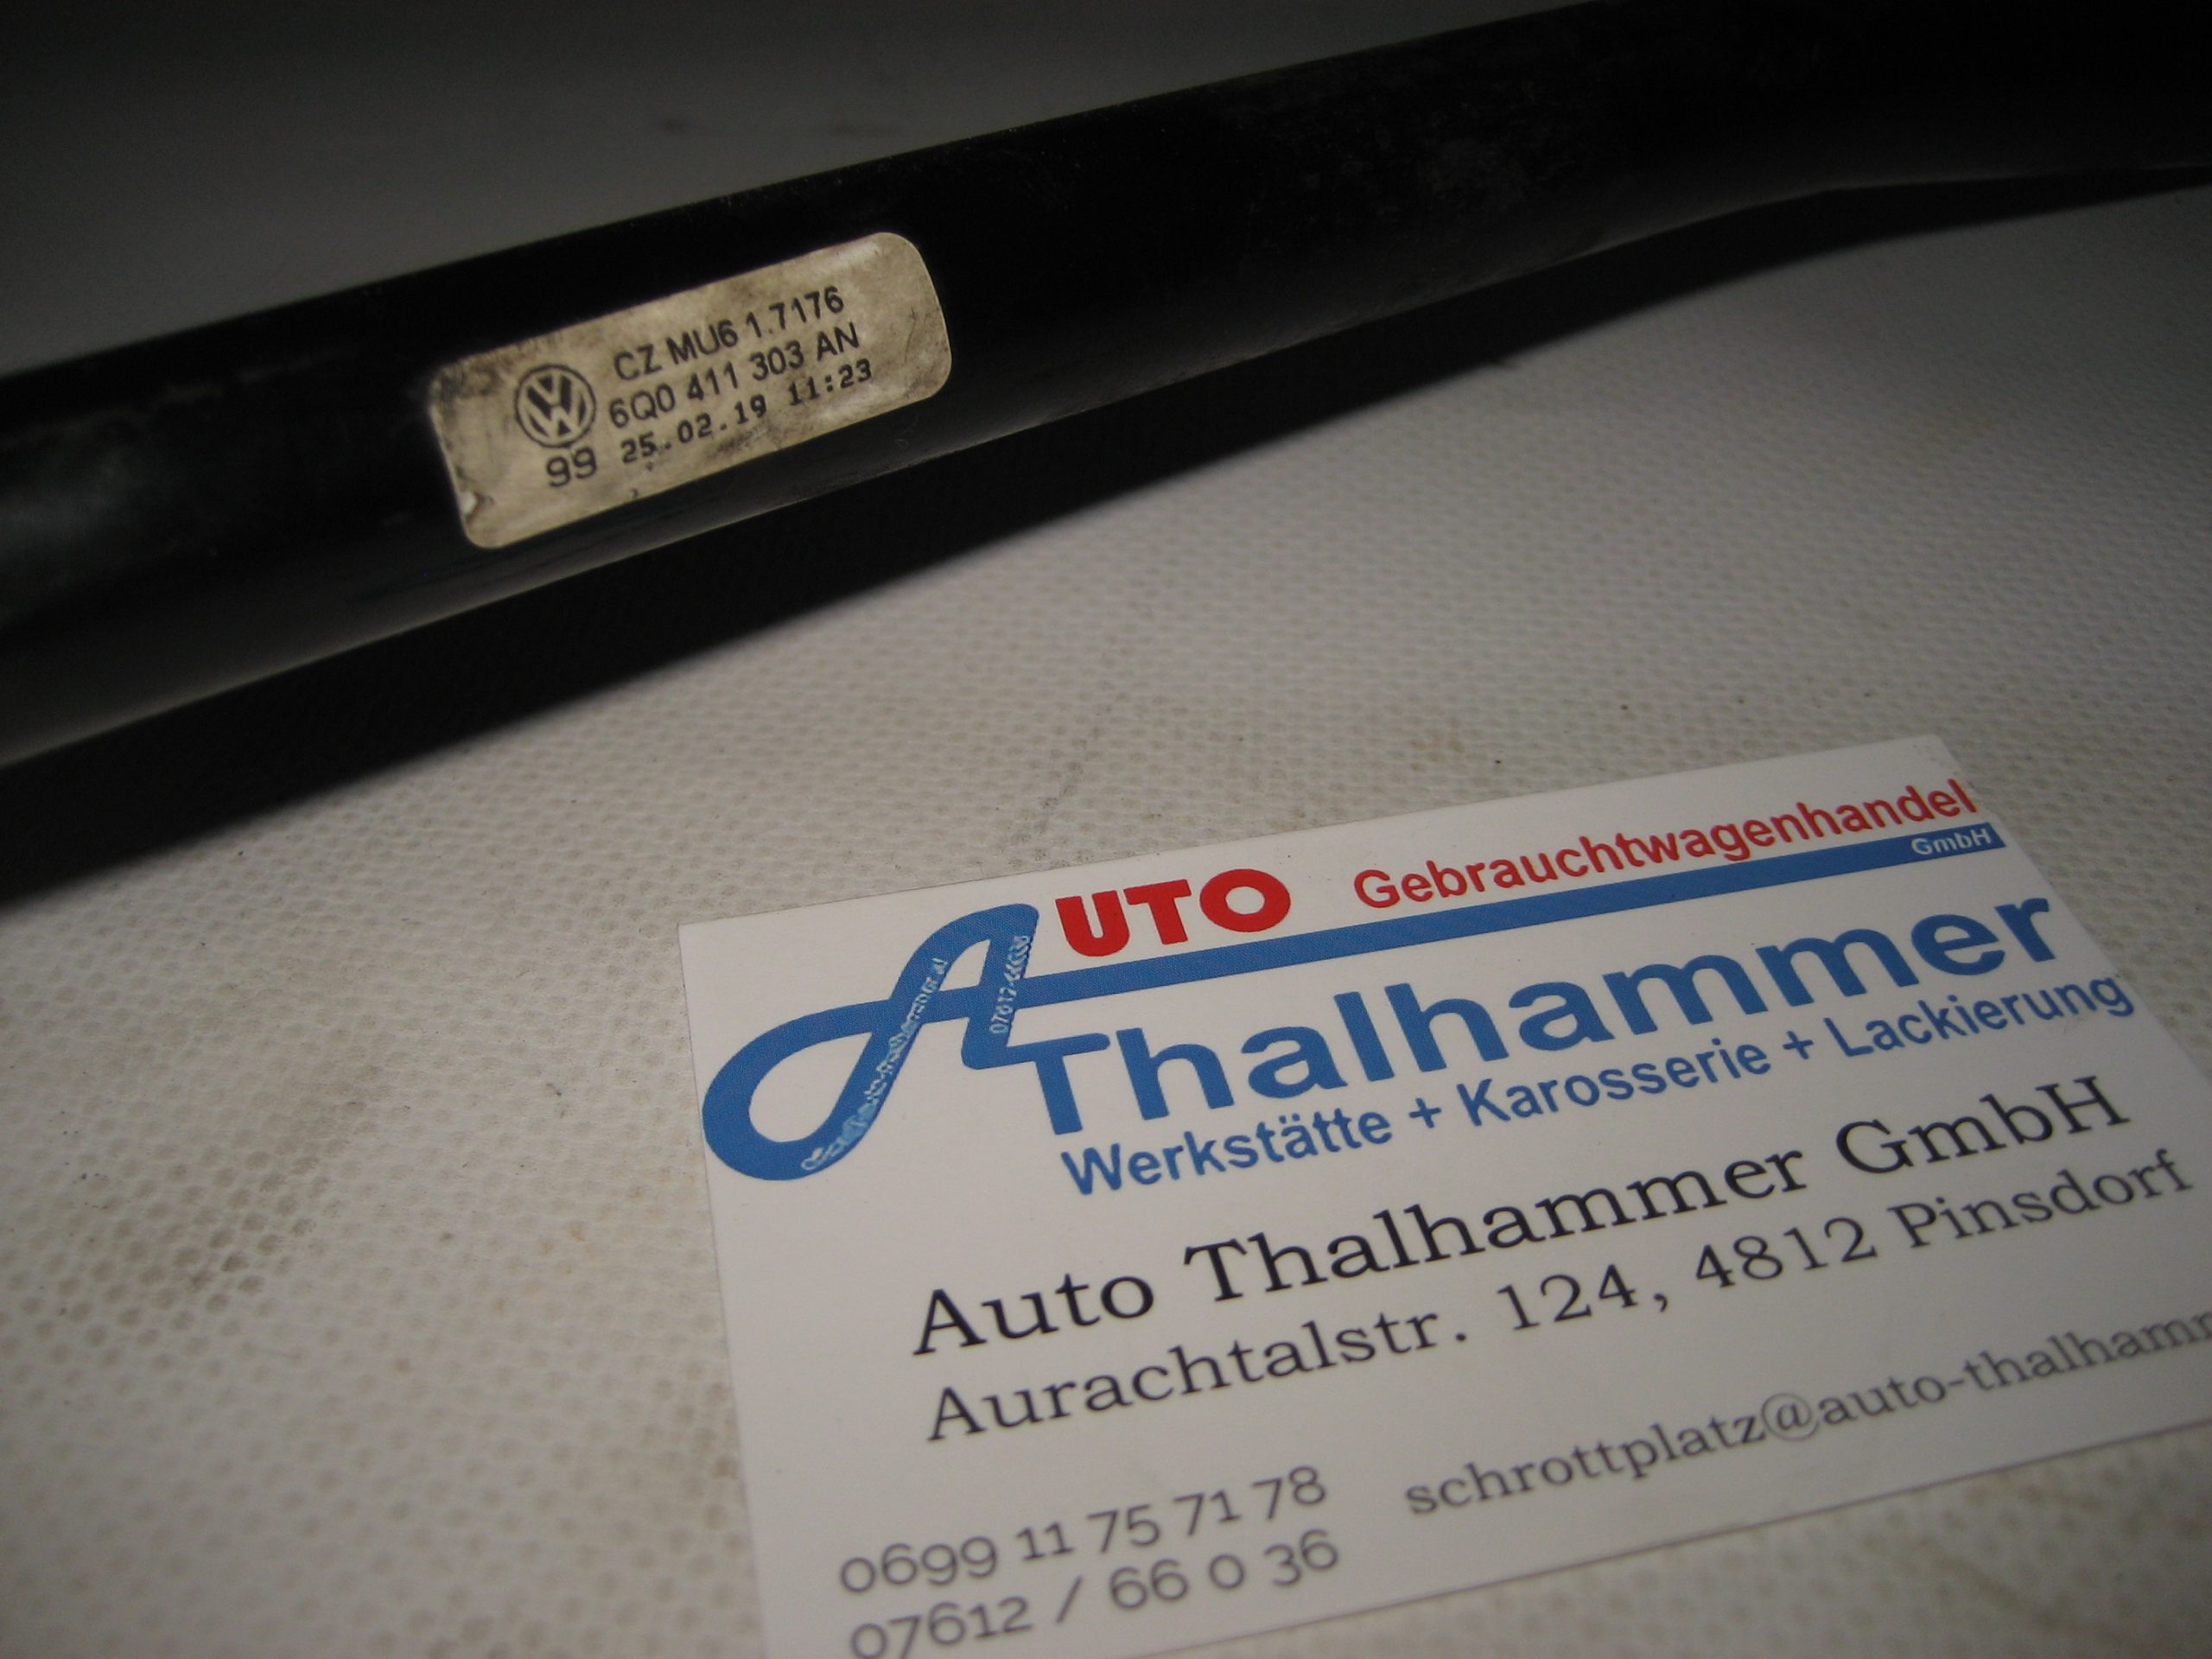 CZ MU6 1.7176
6Q0 411 303 AN
99 25.02.19 11:23
AUTO Gebrauchtwagenhandel
GmbH
Thalhammer
Werkstätte + Karosserie + Lackierung
Auto Thalhammer GmbH
Aurachtalstr. 124, 4812 Pinsdorf
schrottplatz@auto-thalham
0699 11 75 71 78
07612 / 66 0 36